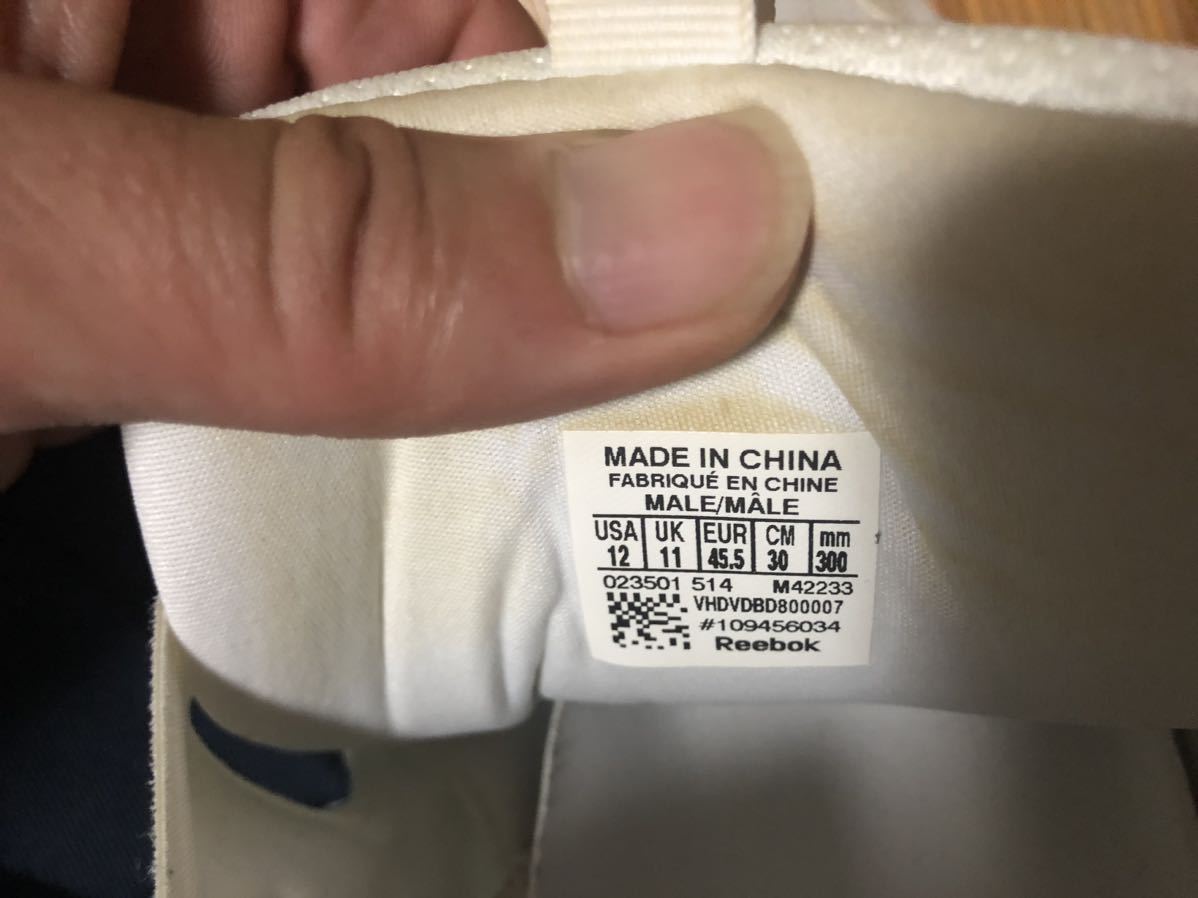 MADE IN CHINA
FABRIQUÉ EN CHINE
MALE/MÂLE
USA UK EUR CM mm
12 11 45.5 30 300
023501 514 M42233
VHDVDBD800007
#109456034
Reebok